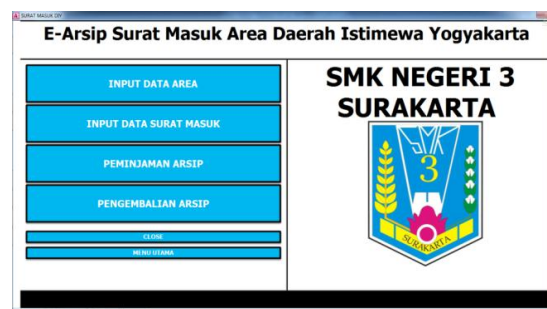 SURAT MASUK DIY
E-Arsip Surat Masuk Area Daerah Istimewa Yogyakarta
INPUT DATA AREA
INPUT DATA SURAT MASUK
PEMINJAMAN ARSIP
PENGEMBALIAN ARSIP
CLOSE
MENU UTAMA
SMK NEGERI 3
SURAKARTA
SMK
3
SURAKARTA